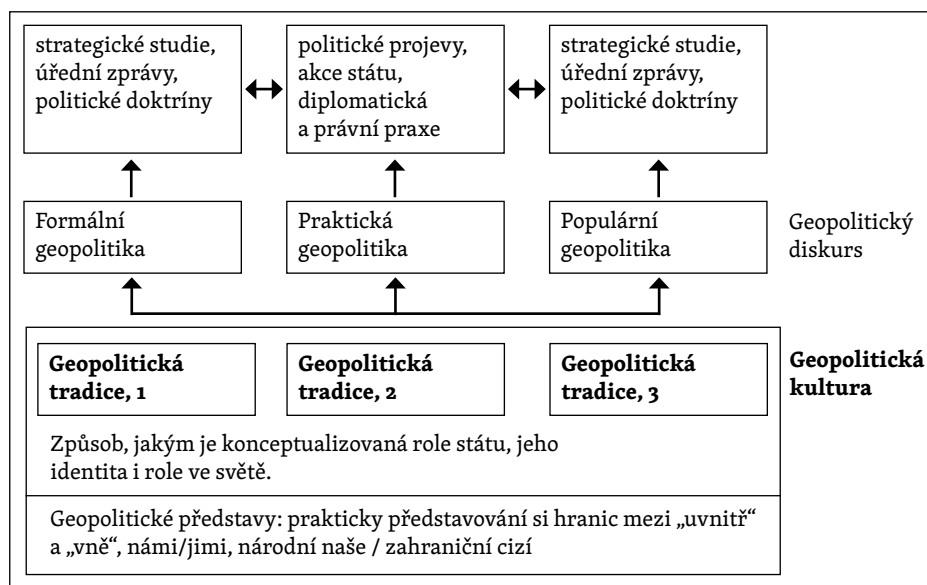 strategické studie,
úřední zprávy,
politické doktríny
politické projevy,
akce státu,
diplomatická
a právní praxe
strategické studie,
úřední zprávy,
politické doktríny
Formální
geopolitika
Praktická
geopolitika
Populární
geopolitika
Geopolitický
diskurs
Geopolitická
tradice, 1
Geopolitická
tradice, 2
Geopolitická
tradice, 3
Geopolitická
kultura
Způsob, jakým je konceptualizovaná role státu, jeho
identita i role ve světě.
Geopolitické představy: prakticky představování si hranic mezi „uvnitř“
a „vně“, námi/jimi, národní naše / zahraniční cizí